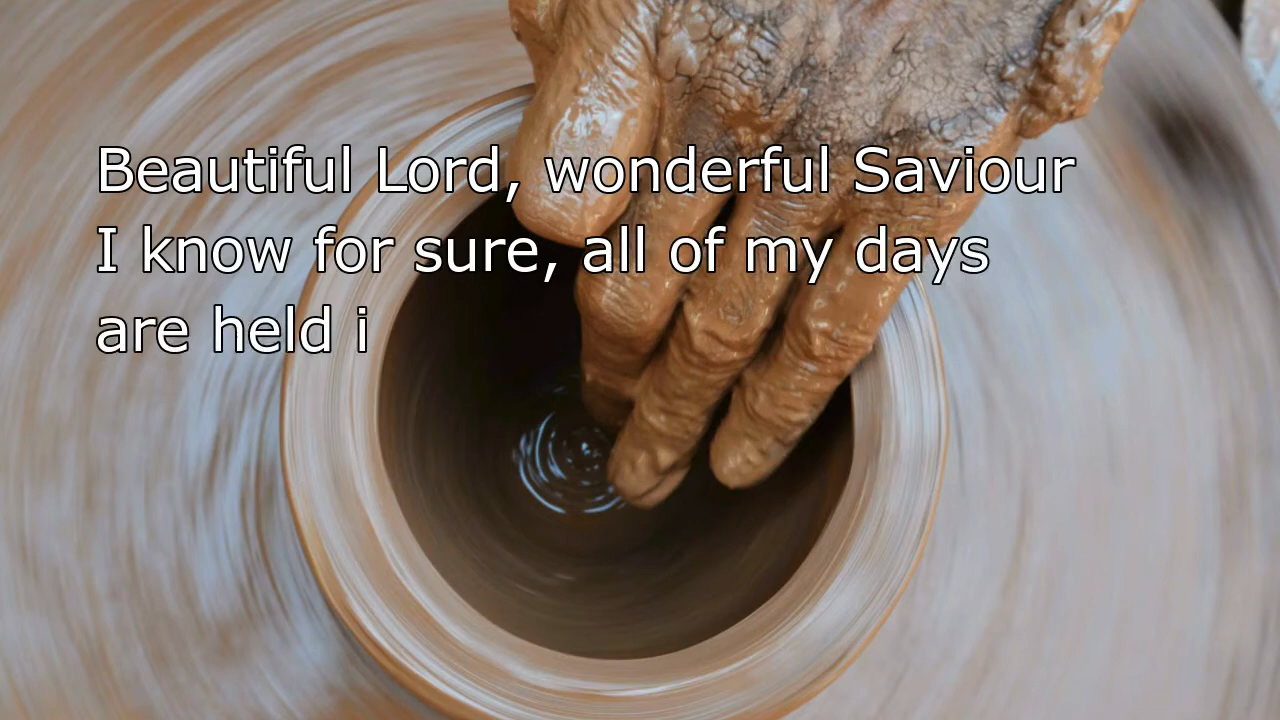 Beautiful Lord, wonderful Saviour
I know for sure, all of my days
are held i